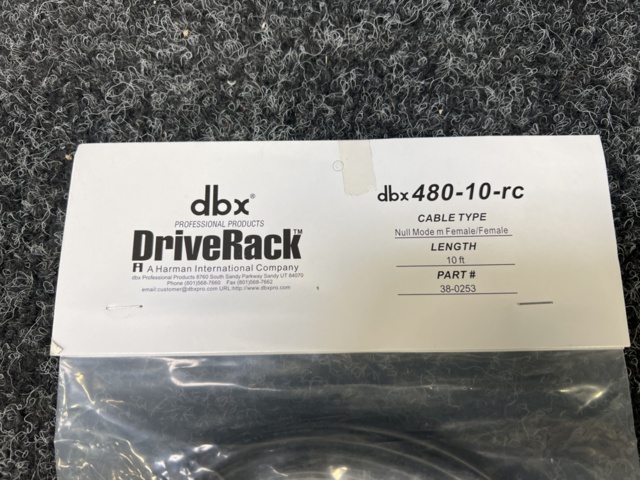 dbx®
PROFESSIONAL PRODUCTS
DriveRack™
A Harman International Company
dbx Professional Products 8760 South Sandy Parkway Sandy UT 84070
Phone (801)568-7660 Fax (801)568-7662
email:customer@dbxpro.com URL:http://www.dbxpro.com
dbx 480-10-rc
CABLE TYPE
Null Mode m Female/Female
LENGTH
10 ft
PART #
38-0253